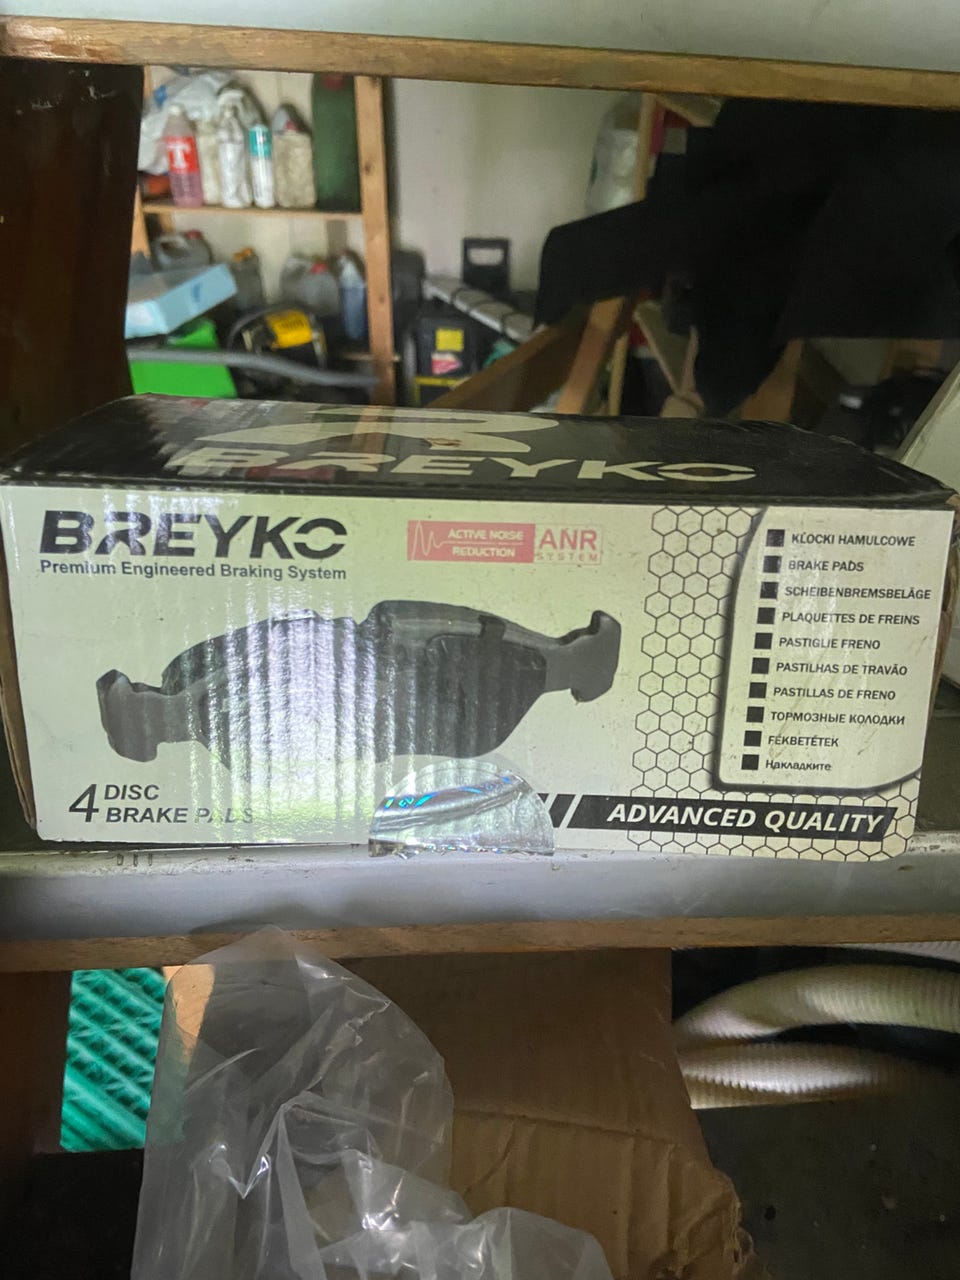 BREYKO
BREYKO
Premium Engineered Braking System
ACTIVE NOISE
REDUCTION
ANR
SYSTEM
KLOCKI HAMULCOWE
BRAKE PADS
SCHEIBENBREMSBELÄGE
PLAQUETTES DE FREINS
PASTIGLIE FRENO
PASTILHAS DE TRAVÃO
PASTILLAS DE FRENO
ТОРМОЗНЫЕ КОЛОДКИ
FÉKBETÉTEK
Накладките
4 DISC
BRAKE PADS
ADVANCED QUALITY